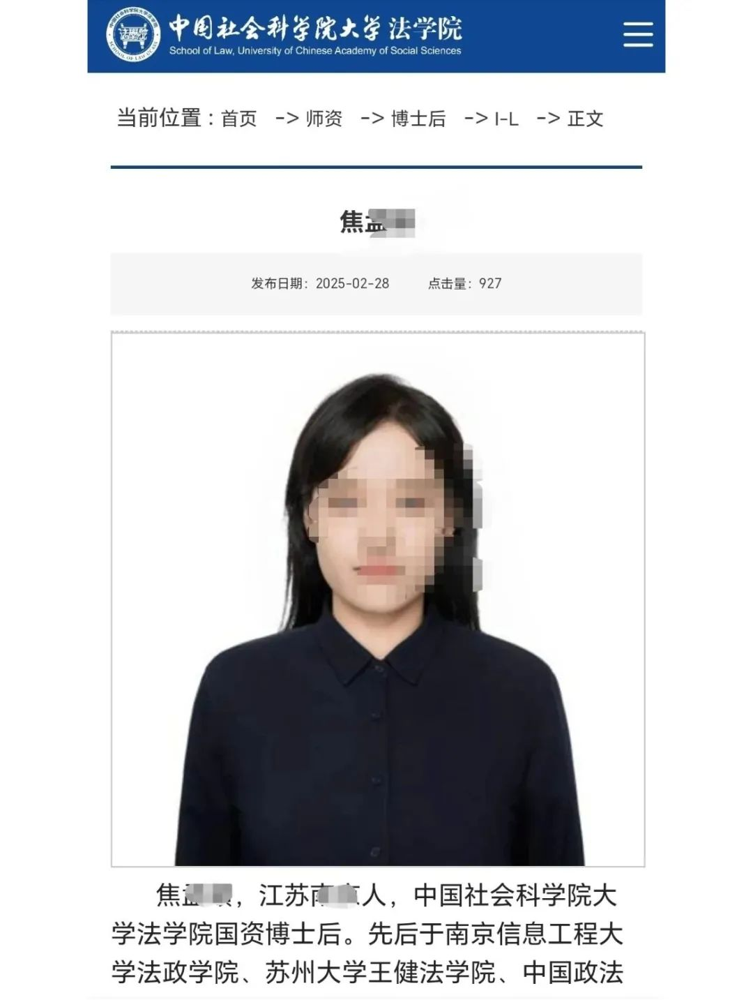 中国社会科学院大学 法学院
School of Law, University of Chinese Academy of Social Sciences
当前位置：首页 -> 师资 -> 博士后 -> I-L -> 正文
焦
发布日期：2025-02-28 点击量：927
焦，江苏人，中国社会科学院大
学法学院国资博士后。先后于南京信息工程大
学法政学院、苏州大学王健法学院、中国政法